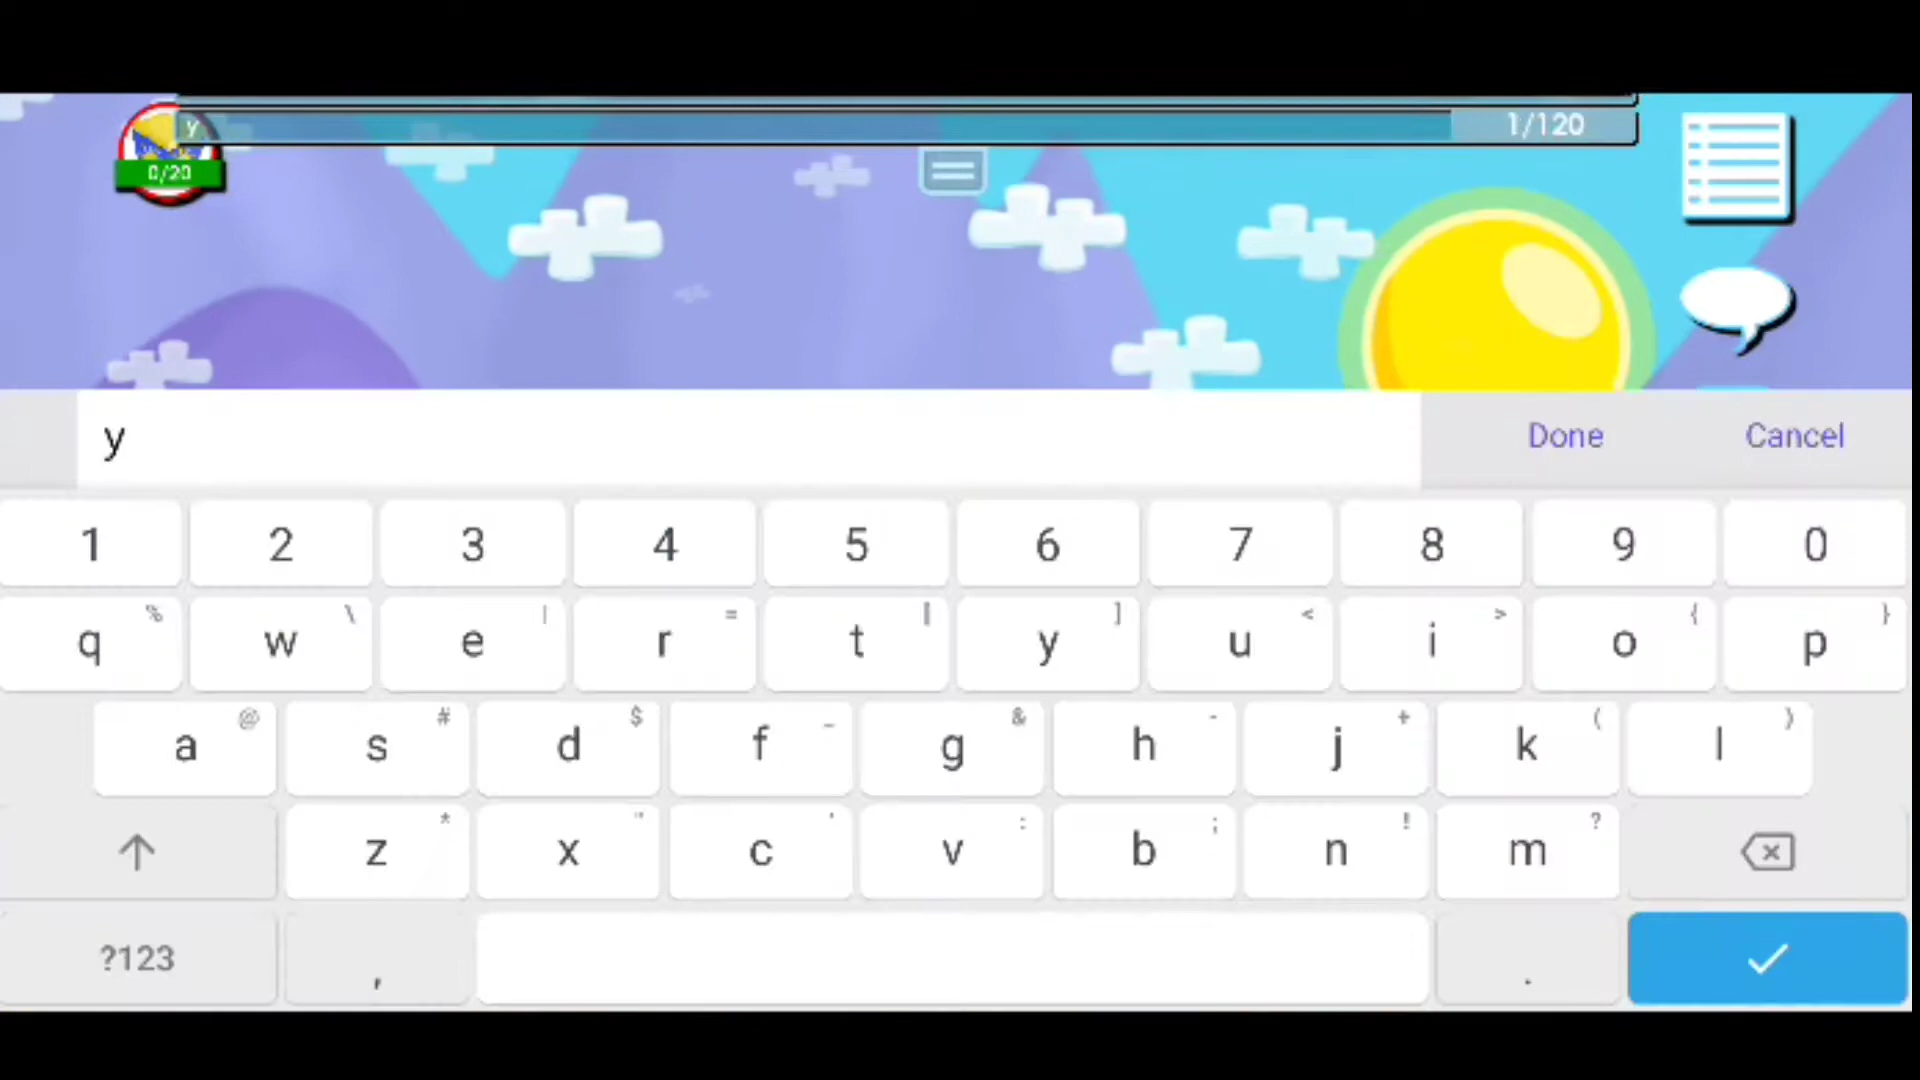 y 1/120
0/20
y Done Cancel
1 2 3 4 5 6 7 8 9 0
q % w \ e | r = t [ y ] u < i > o { p }
a @ s # d $ f _ g & h - j + k ( l )
z * x " c ' v : b ; n ! m ?
?123 , .